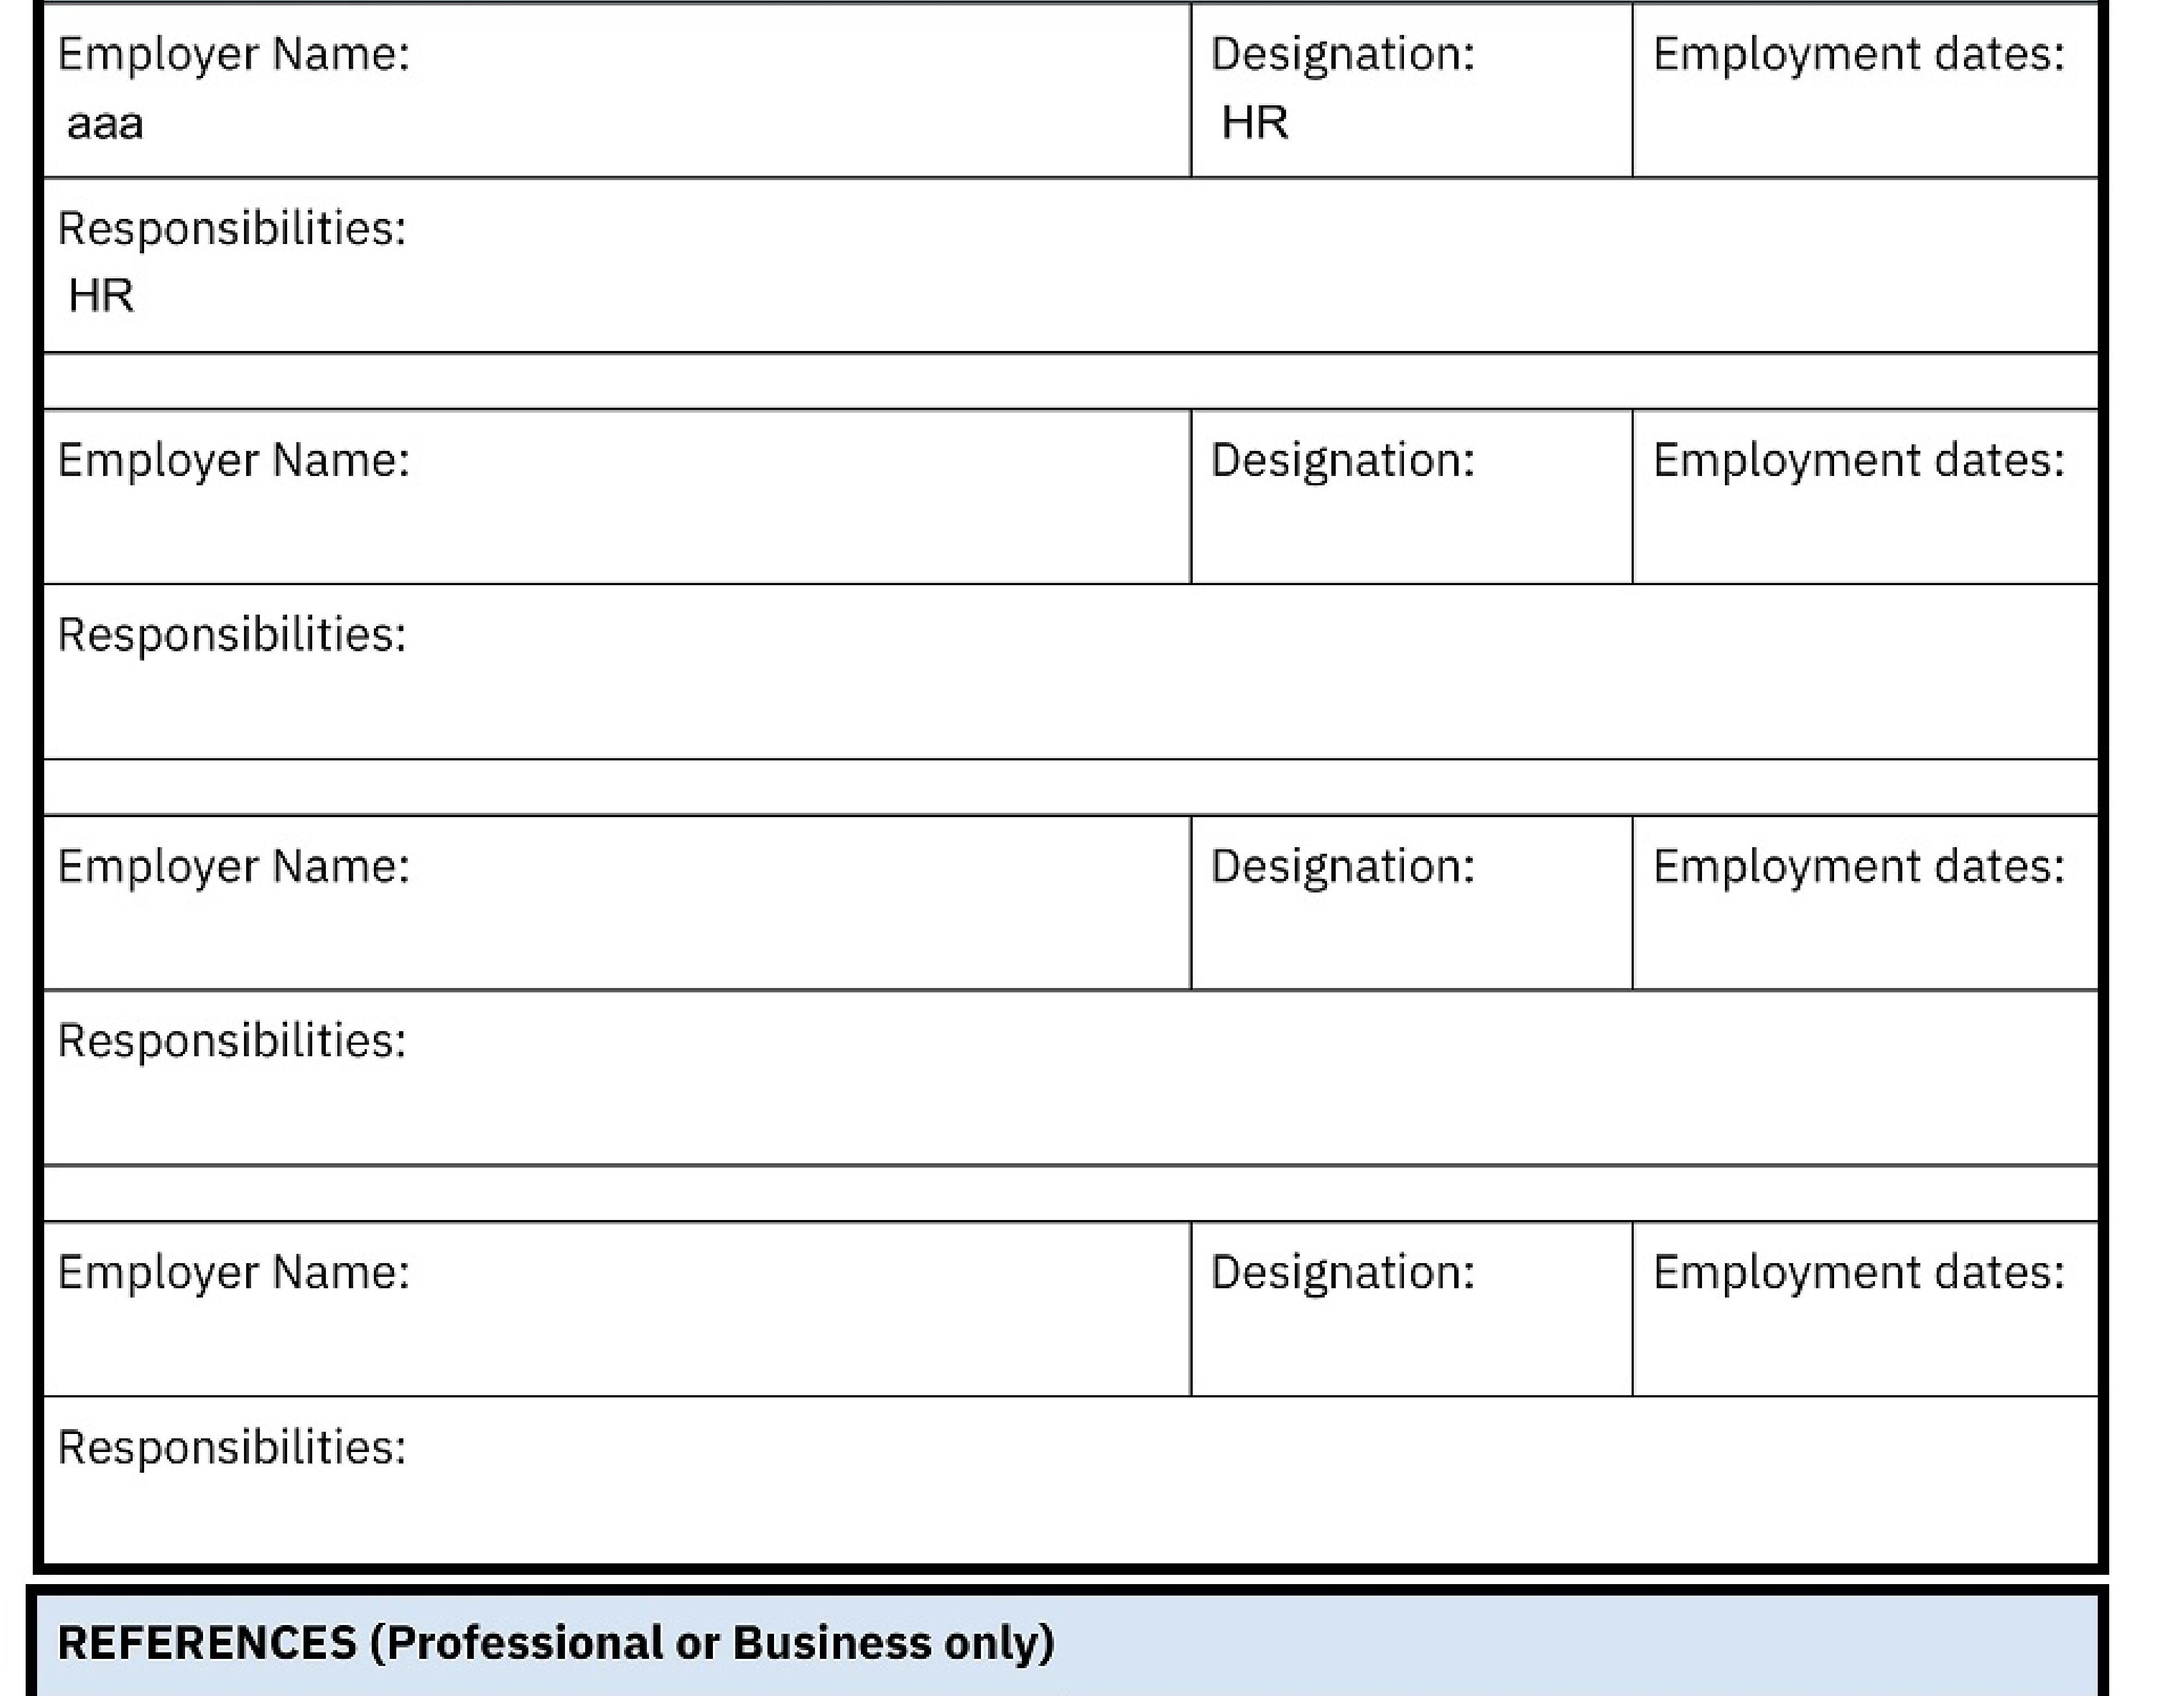 Employer Name: Designation: Employment dates:
aaa HR
Responsibilities:
HR
Employer Name: Designation: Employment dates:
Responsibilities:
Employer Name: Designation: Employment dates:
Responsibilities:
Employer Name: Designation: Employment dates:
Responsibilities:
REFERENCES (Professional or Business only)